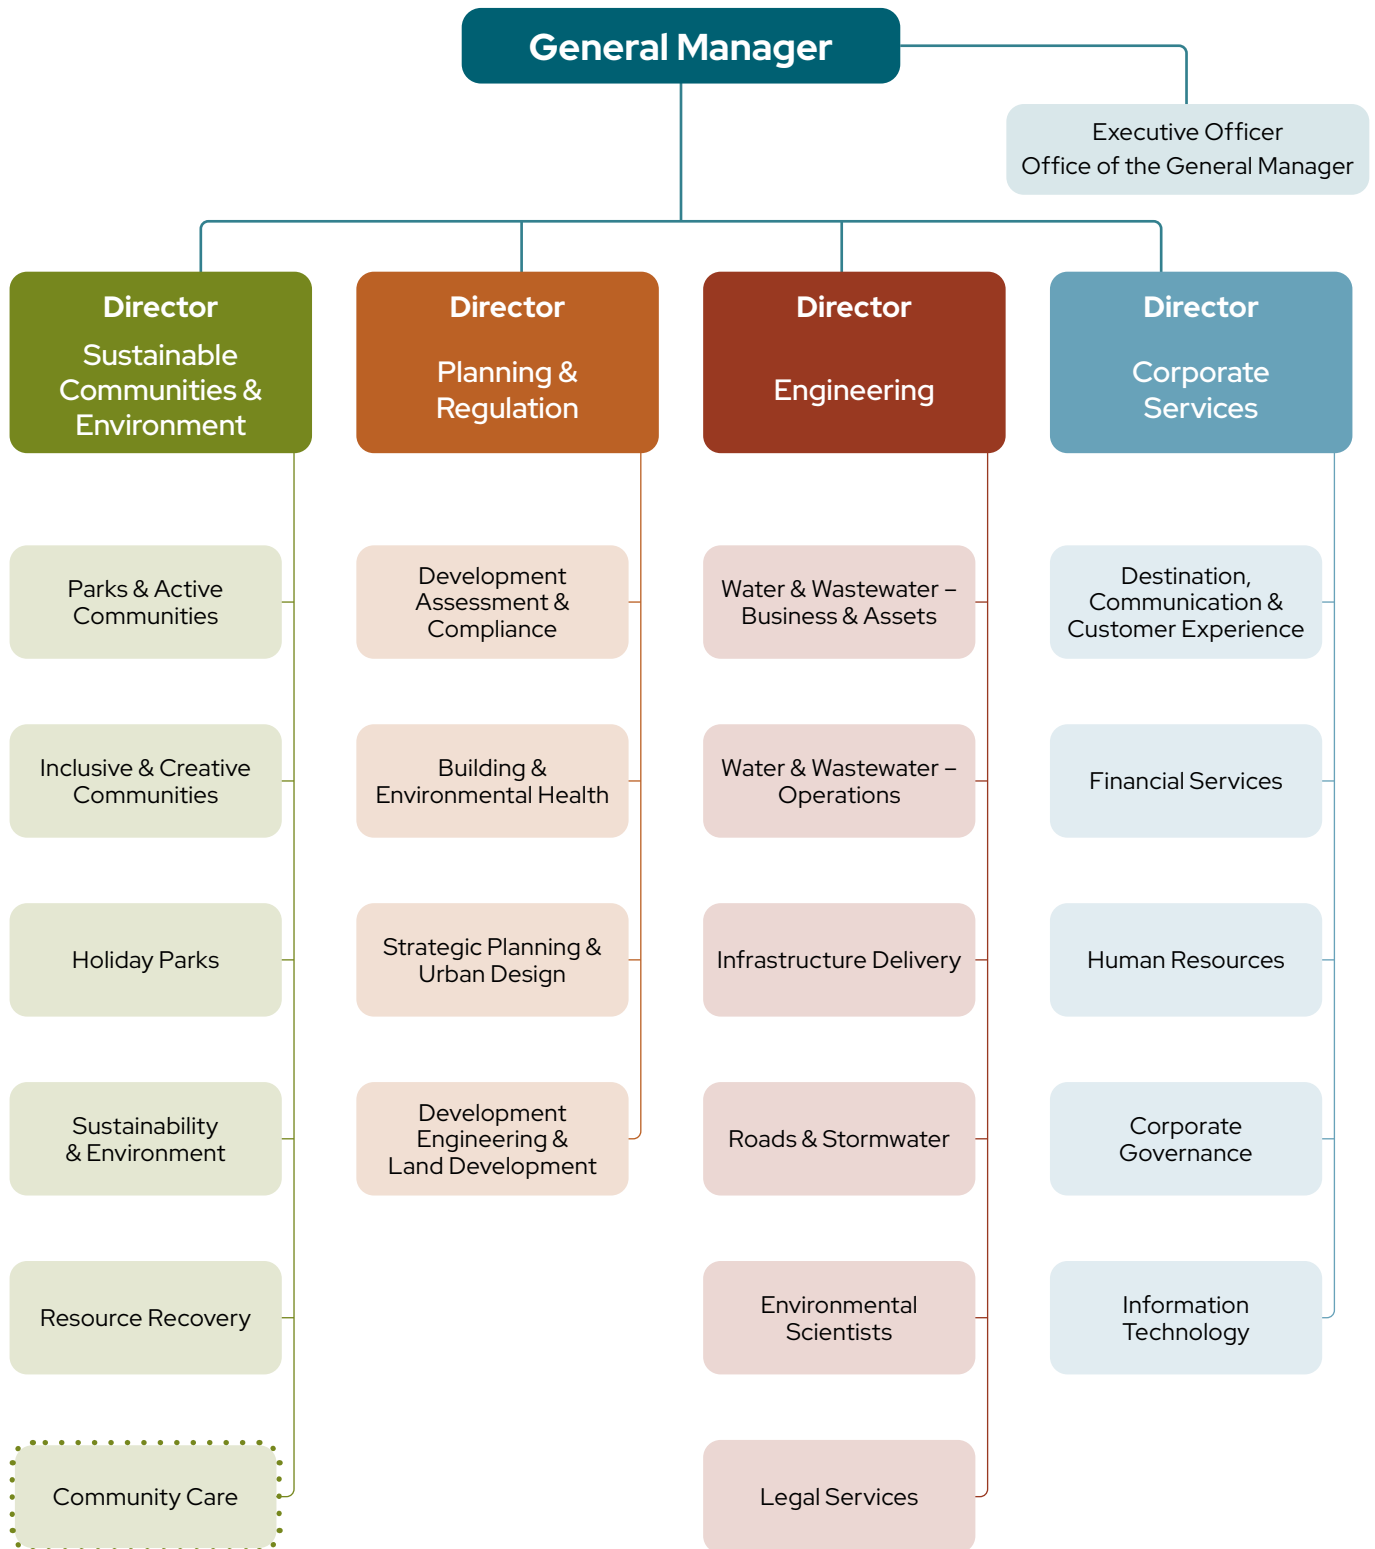 General Manager
Executive Officer
Office of the General Manager
Director
Sustainable
Communities &
Environment
Director
Planning &
Regulation
Director
Engineering
Director
Corporate
Services
Parks & Active
Communities
Inclusive & Creative
Communities
Holiday Parks
Sustainability
& Environment
Resource Recovery
Community Care
Development
Assessment &
Compliance
Building &
Environmental Health
Strategic Planning &
Urban Design
Development
Engineering &
Land Development
Water & Wastewater –
Business & Assets
Water & Wastewater –
Operations
Infrastructure Delivery
Roads & Stormwater
Environmental
Scientists
Legal Services
Destination,
Communication &
Customer Experience
Financial Services
Human Resources
Corporate
Governance
Information
Technology